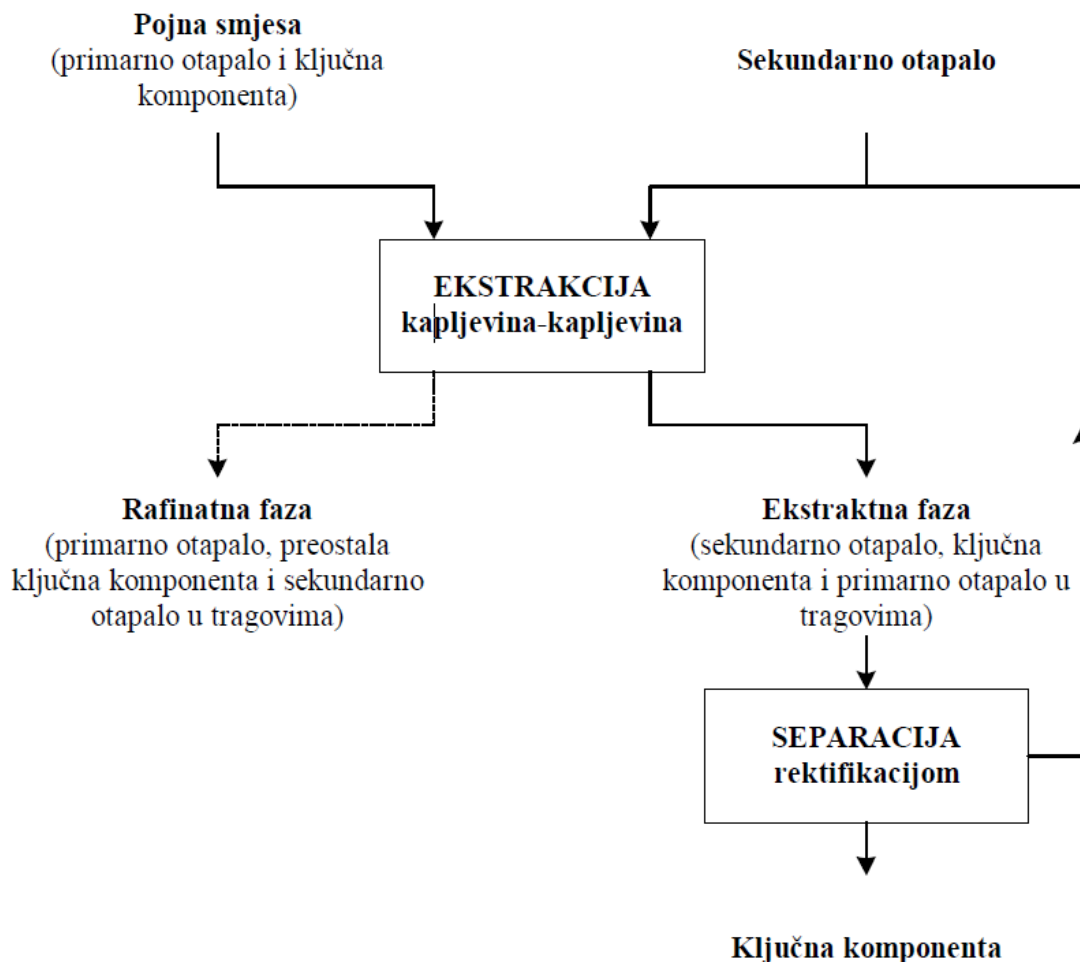 Pojna smjesa
(primarno otapalo i ključna
komponenta)
Sekundarno otapalo
EKSTRAKCIJA
kapljevina-kapljevina
Rafinatna faza
(primarno otapalo, preostala
ključna komponenta i sekundarno
otapalo u tragovima)
Ekstraktna faza
(sekundarno otapalo, ključna
komponenta i primarno otapalo u
tragovima)
SEPARACIJA
rektifikacijom
Ključna komponenta